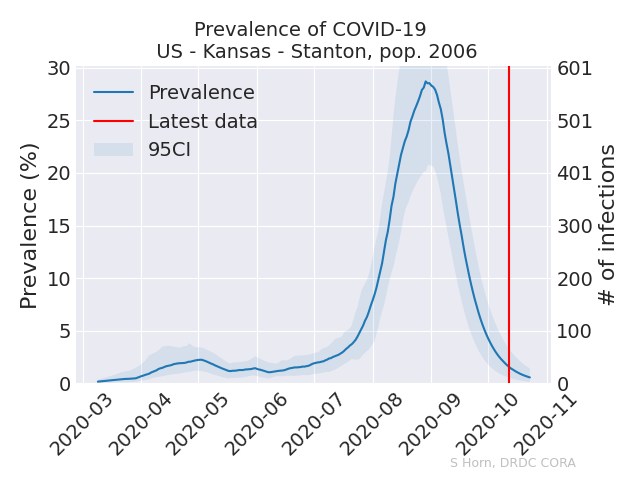 Prevalence of COVID-19
US - Kansas - Stanton, pop. 2006
Prevalence (%)
30
25
20
15
10
5
0
Prevalence
Latest data
95CI
601
501
401
300
200
100
0
# of infections
2020-03
2020-04
2020-05
2020-06
2020-07
2020-08
2020-09
2020-10
2020-11
S Horn, DRDC CORA